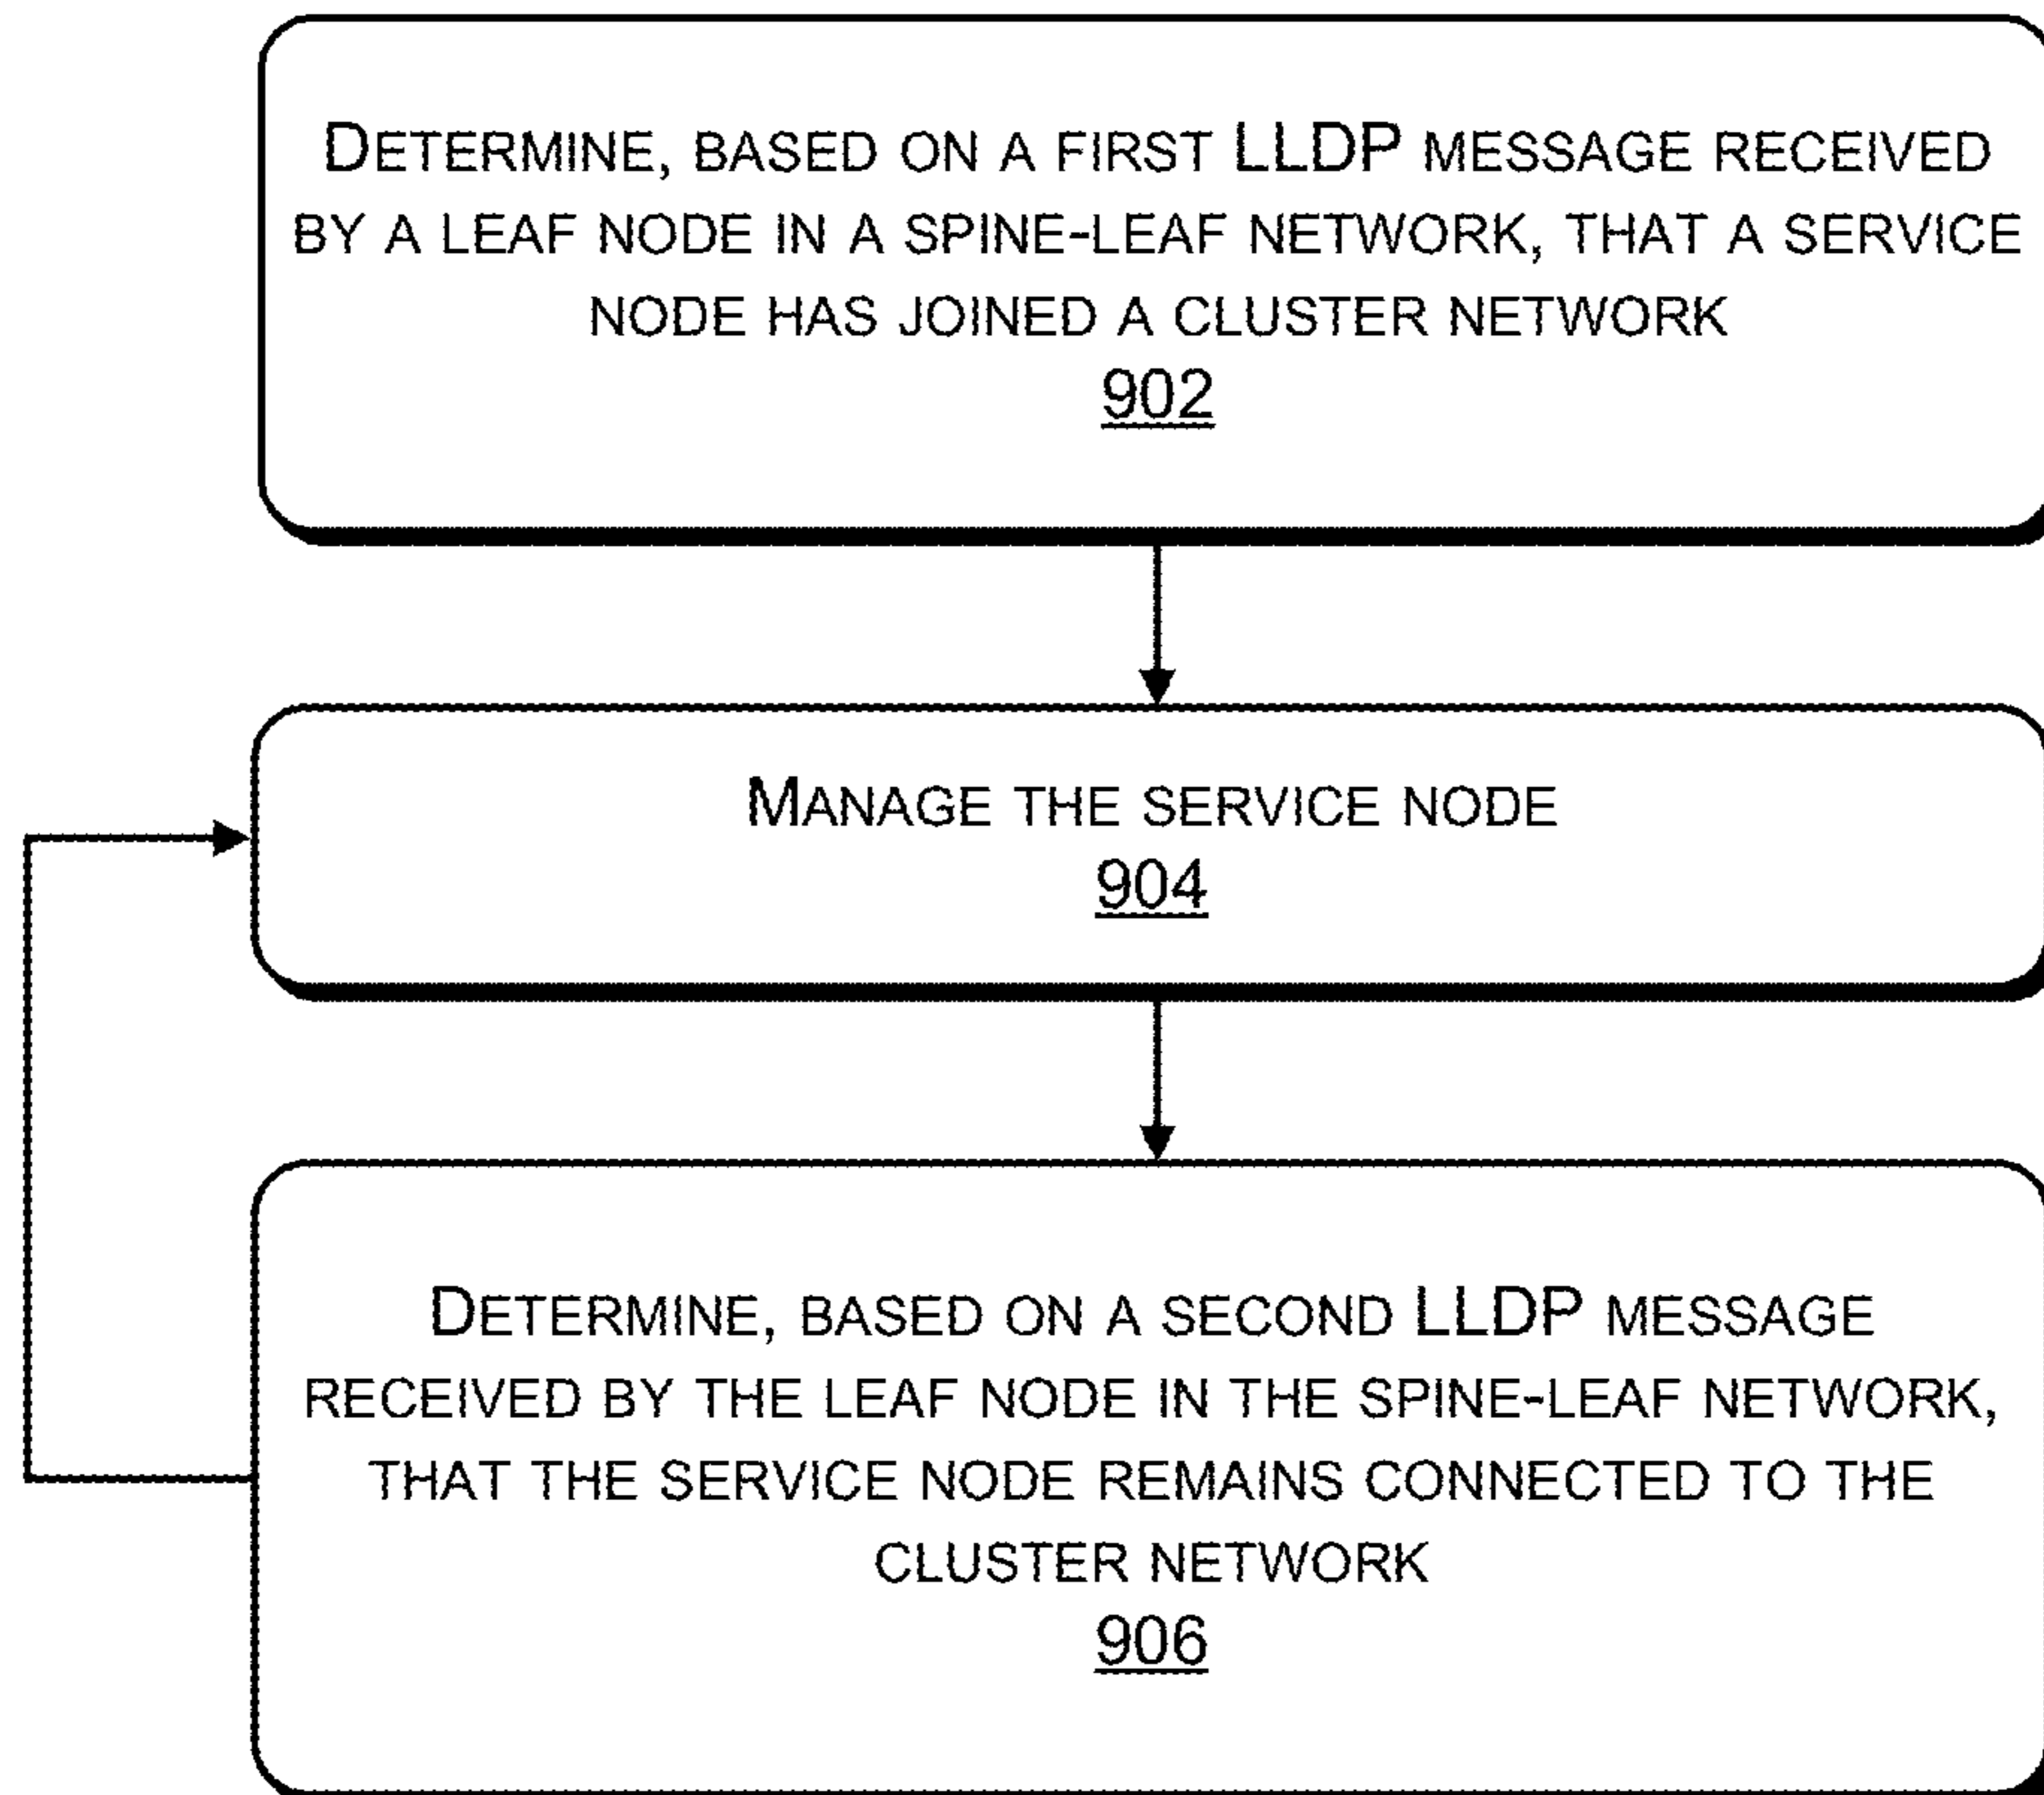 DETERMINE, BASED ON A FIRST LLDP MESSAGE RECEIVED
BY A LEAF NODE IN A SPINE-LEAF NETWORK, THAT A SERVICE
NODE HAS JOINED A CLUSTER NETWORK
902
MANAGE THE SERVICE NODE
904
DETERMINE, BASED ON A SECOND LLDP MESSAGE
RECEIVED BY THE LEAF NODE IN THE SPINE-LEAF NETWORK,
THAT THE SERVICE NODE REMAINS CONNECTED TO THE
CLUSTER NETWORK
906